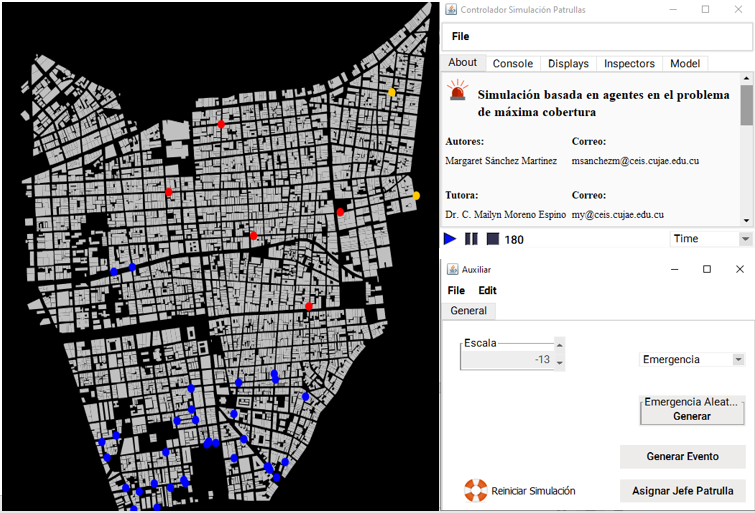 Controlador Simulación Patrullas
File
About Console Displays Inspectors Model
Simulación basada en agentes en el problema
de máxima cobertura
Autores: Correo:
Margaret Sánchez Martinez msanchezm@ceis.cujae.edu.cu
Tutora: Correo:
Dr. C. Mailyn Moreno Espino my@ceis.cujae.edu.cu
180 Time
Auxiliar
File Edit
General
Escala
-13 Emergencia
Emergencia Aleat...
Generar
Generar Evento
Reiniciar Simulación Asignar Jefe Patrulla